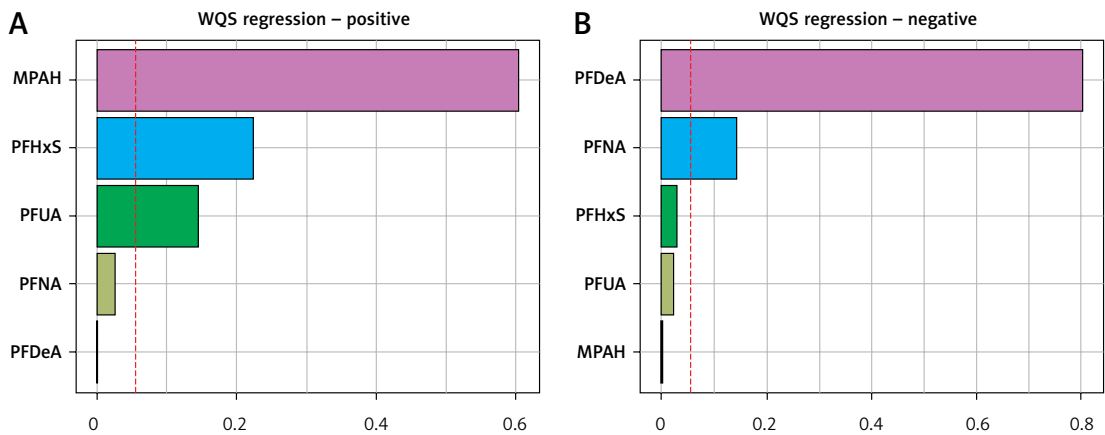 A
WQS regression – positive
MPAH
PFHxS
PFUA
PFNA
PFDeA
0 0.2 0.4 0.6
B
WQS regression – negative
PFDeA
PFNA
PFHxS
PFUA
MPAH
0 0.2 0.4 0.6 0.8